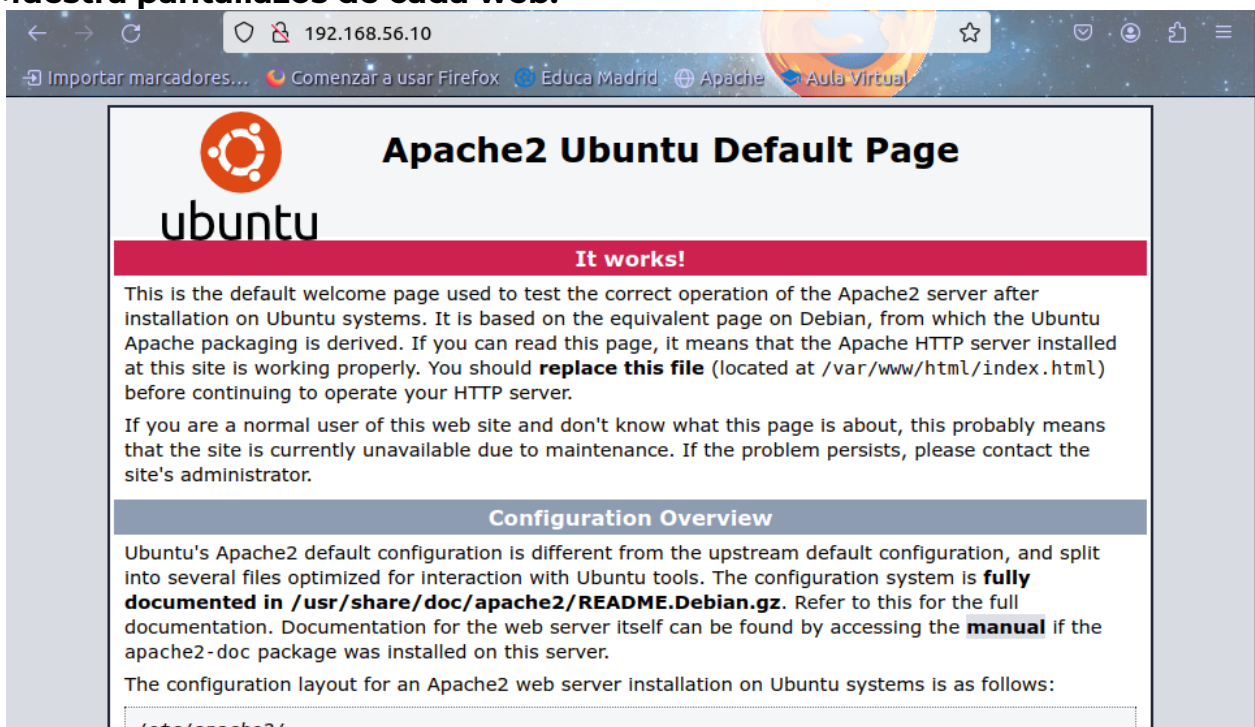 pantallazos de cada web.
192.168.56.10
Importar marcadores... Comenzar a usar Firefox Educa Madrid Apache Aula Virtual
Apache2 Ubuntu Default Page
ubuntu
It works!
This is the default welcome page used to test the correct operation of the Apache2 server after
installation on Ubuntu systems. It is based on the equivalent page on Debian, from which the Ubuntu
Apache packaging is derived. If you can read this page, it means that the Apache HTTP server installed
at this site is working properly. You should replace this file (located at /var/www/html/index.html)
before continuing to operate your HTTP server.
If you are a normal user of this web site and don't know what this page is about, this probably means
that the site is currently unavailable due to maintenance. If the problem persists, please contact the
site's administrator.
Configuration Overview
Ubuntu's Apache2 default configuration is different from the upstream default configuration, and split
into several files optimized for interaction with Ubuntu tools. The configuration system is fully
documented in /usr/share/doc/apache2/README.Debian.gz. Refer to this for the full
documentation. Documentation for the web server itself can be found by accessing the manual if the
apache2-doc package was installed on this server.
The configuration layout for an Apache2 web server installation on Ubuntu systems is as follows: